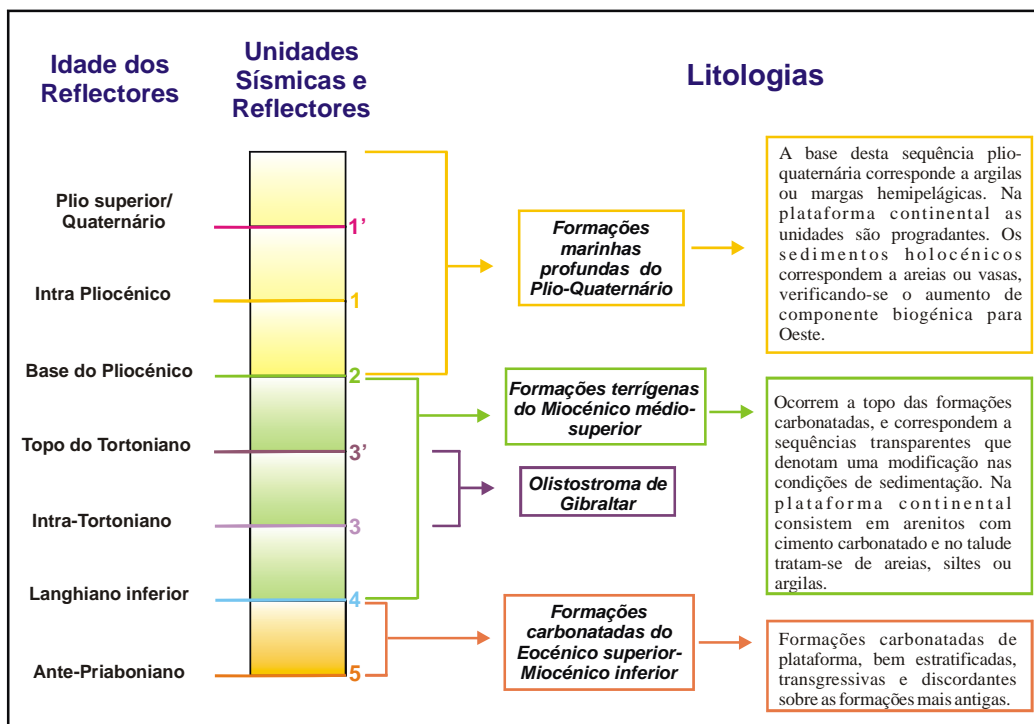 Idade dos
Reflectores
Unidades
Sísmicas e
Reflectores
Litologias
Plio superior/
Quaternário
1’
Intra Pliocénico
1
Base do Pliocénico
2
Topo do Tortoniano
3’
Intra-Tortoniano
3
Langhiano inferior
4
Ante-Priaboniano
5
Formações
marinhas
profundas do
Plio-Quaternário
A base desta sequência plio-
quaternária corresponde a argilas
ou margas hemipelágicas. Na
plataforma continental as
unidades são progradantes. Os
sedimentos holocénicos
correspondem a areias ou vasas,
verificando-se o aumento de
componente biogénica para
Oeste.
Formações terrígenas
do Miocénico médio-
superior
Ocorrem a topo das formações
carbonatadas, e correspondem a
sequências transparentes que
denotam uma modificação nas
condições de sedimentação. Na
plataforma continental
consistem em arenitos com
cimento carbonatado e no talude
tratam-se de areias, siltes ou
argilas.
Olistostroma de
Gibraltar
Formações
carbonatadas do
Eocénico superior-
Miocénico inferior
Formações carbonatadas de
plataforma, bem estratificadas,
transgressivas e discordantes
sobre as formações mais antigas.